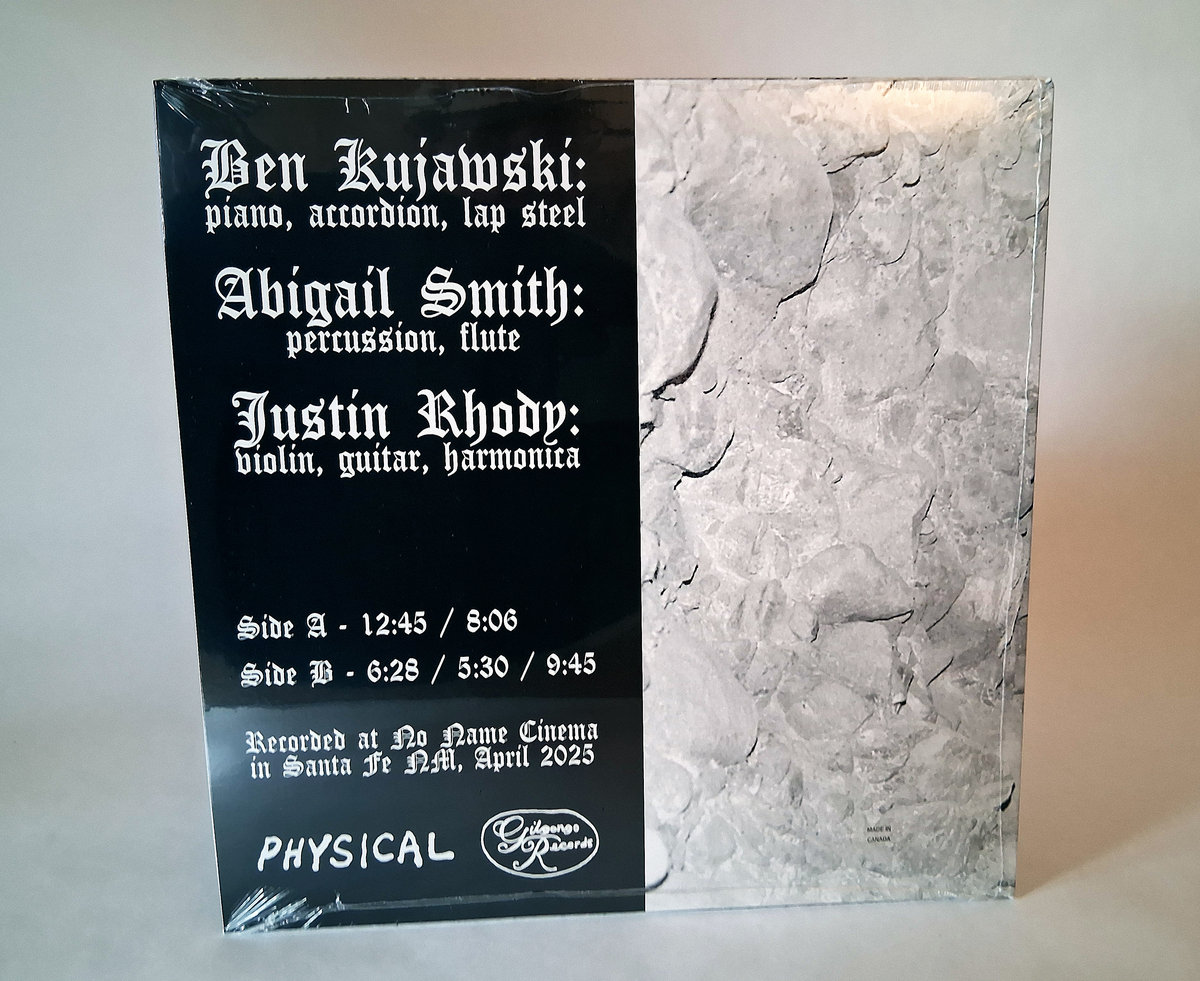 Ben Kujawski:
piano, accordion, lap steel
Abigail Smith:
percussion, flute
Justin Rhody:
violin, guitar, harmonica
Side A - 12:45 / 8:06
Side B - 6:28 / 5:30 / 9:45
Recorded at No Name Cinema
in Santa Fe NM, April 2025
PHYSICAL
Gilgongo
Records
MADE IN
CANADA